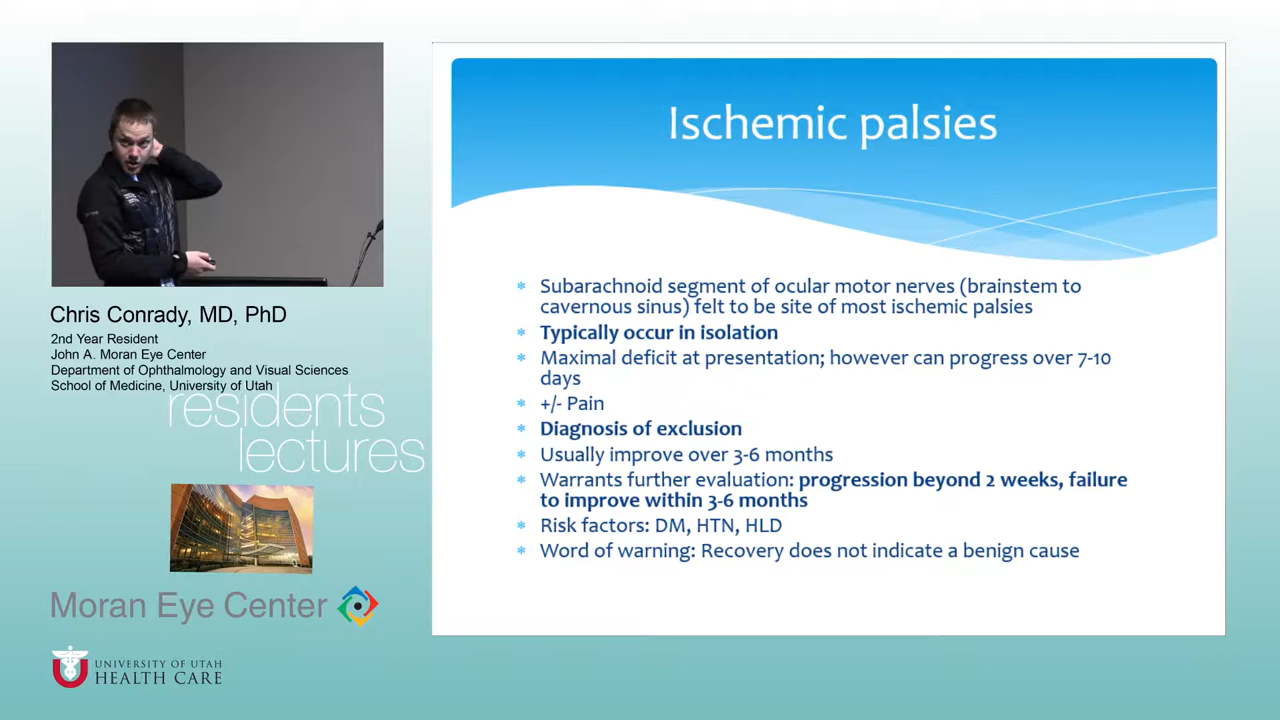 Ischemic palsies
* Subarachnoid segment of ocular motor nerves (brainstem to
cavernous sinus) felt to be site of most ischemic palsies
* Typically occur in isolation
* Maximal deficit at presentation; however can progress over 7-10
days
* +/- Pain
* Diagnosis of exclusion
* Usually improve over 3-6 months
* Warrants further evaluation: progression beyond 2 weeks, failure
to improve within 3-6 months
* Risk factors: DM, HTN, HLD
* Word of warning: Recovery does not indicate a benign cause
Chris Conrady, MD, PhD
2nd Year Resident
John A. Moran Eye Center
Department of Ophthalmology and Visual Sciences
School of Medicine, University of Utah
residents
lectures
Moran Eye Center
U
UNIVERSITY OF UTAH
HEALTH CARE